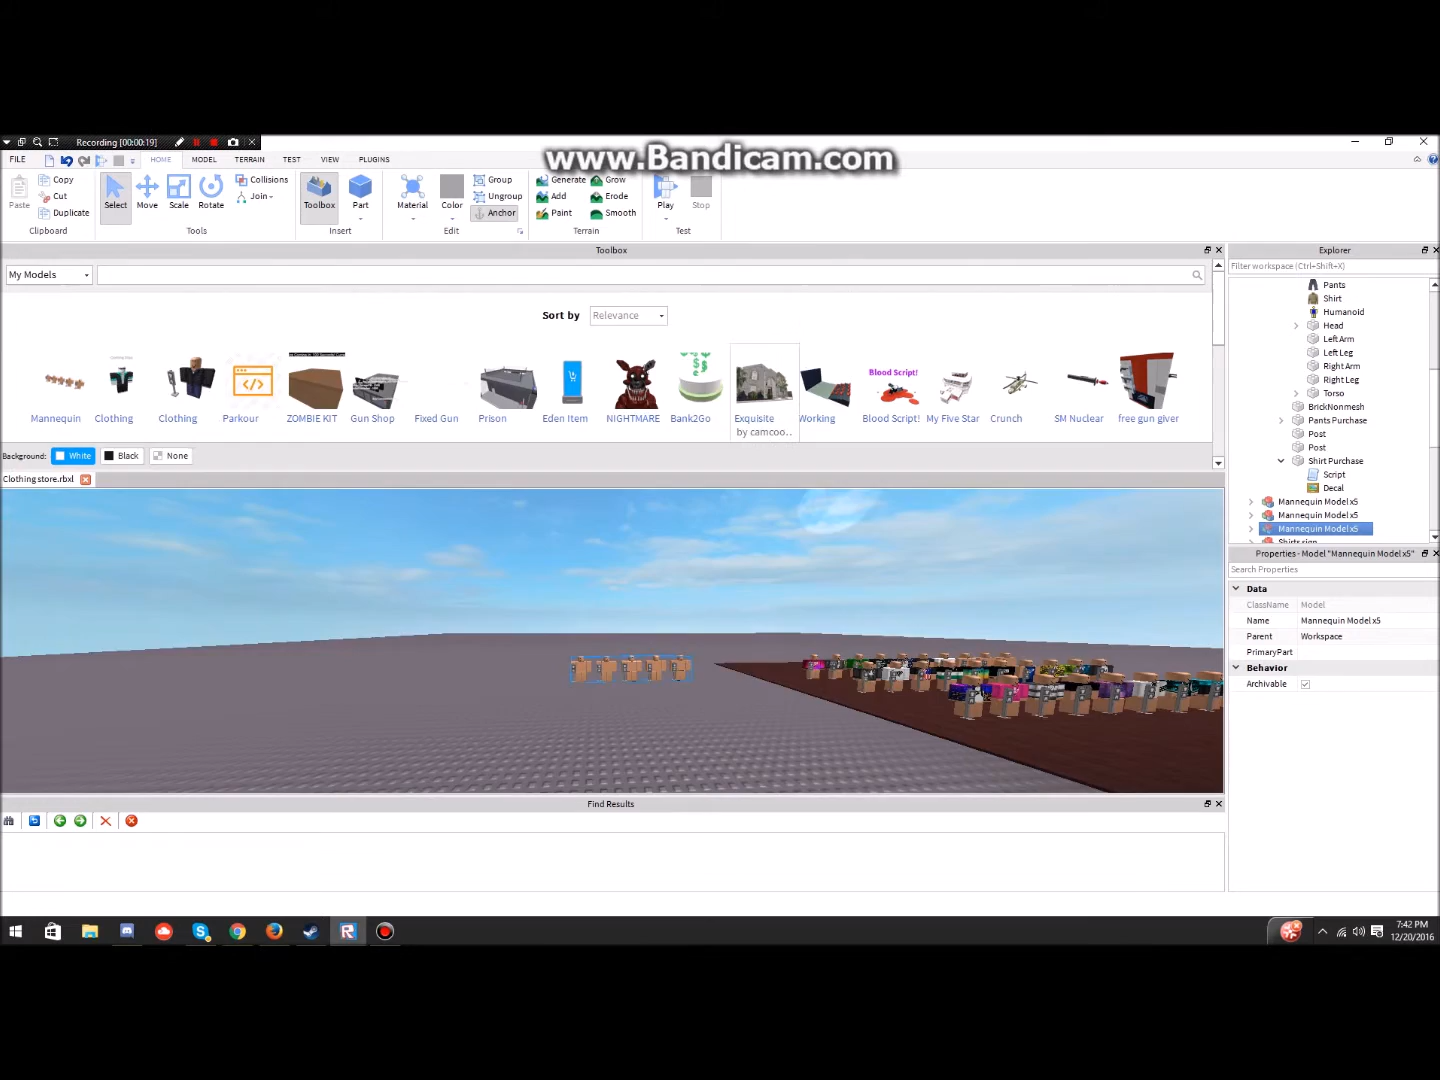 Recording [00:00:19]
www.Bandicam.com
FILE HOME MODEL TERRAIN TEST VIEW PLUGINS
Paste Copy Cut Duplicate Select Move Scale Rotate Collisions Join Toolbox Part Material Color Group Ungroup Anchor Generate Grow Add Erode Paint Smooth Play Stop
Clipboard Tools Insert Edit Terrain Test
Toolbox
My Models
Sort by Relevance
Blood Script!
Mannequin Clothing Clothing Parkour ZOMBIE KIT Gun Shop Fixed Gun Prison Eden Item NIGHTMARE Bank2Go Exquisite Working Blood Script! My Five Star Crunch SM Nuclear free gun giver
by camcoo..
Background: White Black None
Clothing store.rbxl
Find Results
Explorer
Filter workspace (Ctrl+Shift+X)
Pants
Shirt
Humanoid
Head
Left Arm
Left Leg
Right Arm
Right Leg
Torso
BrickNonmesh
Pants Purchase
Post
Post
Shirt Purchase
Script
Decal
Mannequin Model x5
Mannequin Model x5
Mannequin Model x5
Shirts sign
Properties - Model "Mannequin Model x5"
Search Properties
Data
ClassName Model
Name Mannequin Model x5
Parent Workspace
PrimaryPart
Behavior
Archivable
7:42 PM
12/20/2016